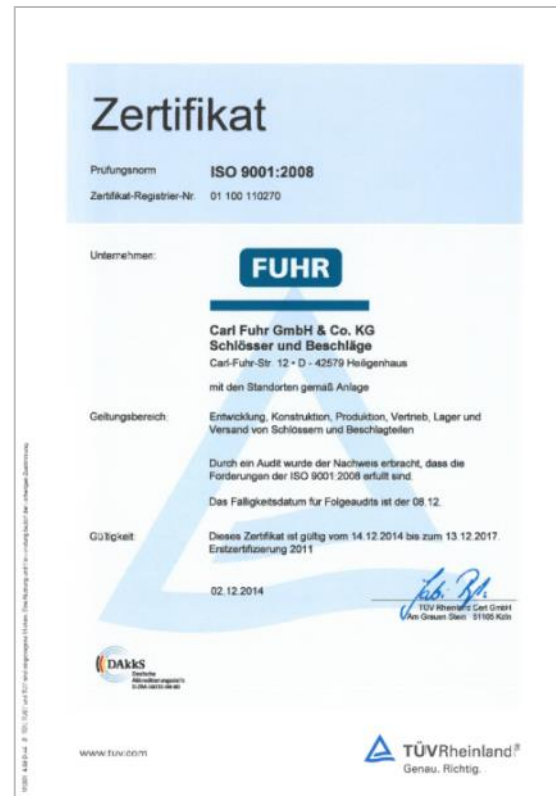 Zertifikat
Prüfungsnorm ISO 9001:2008
Zertifikat-Registrier-Nr. 01 100 110270
Unternehmen:
FUHR
Carl Fuhr GmbH & Co. KG
Schlösser und Beschläge
Carl-Fuhr-Str. 12 • D - 42579 Heiligenhaus
mit den Standorten gemäß Anlage
Geltungsbereich: Entwicklung, Konstruktion, Produktion, Vertrieb, Lager und
Versand von Schlössern und Beschlagteilen
Durch ein Audit wurde der Nachweis erbracht, dass die
Forderungen der ISO 9001:2008 erfüllt sind.
Das Fälligkeitsdatum für Folgeaudits ist der 08.12.
Gültigkeit: Dieses Zertifikat ist gültig vom 14.12.2014 bis zum 13.12.2017.
Erstzertifizierung 2011
02.12.2014
TÜV Rheinland Cert GmbH
Am Grauen Stein · 51105 Köln
DAkkS
Deutsche
Akkreditierungsstelle
www.tuv.com
TÜVRheinland®
Genau. Richtig.